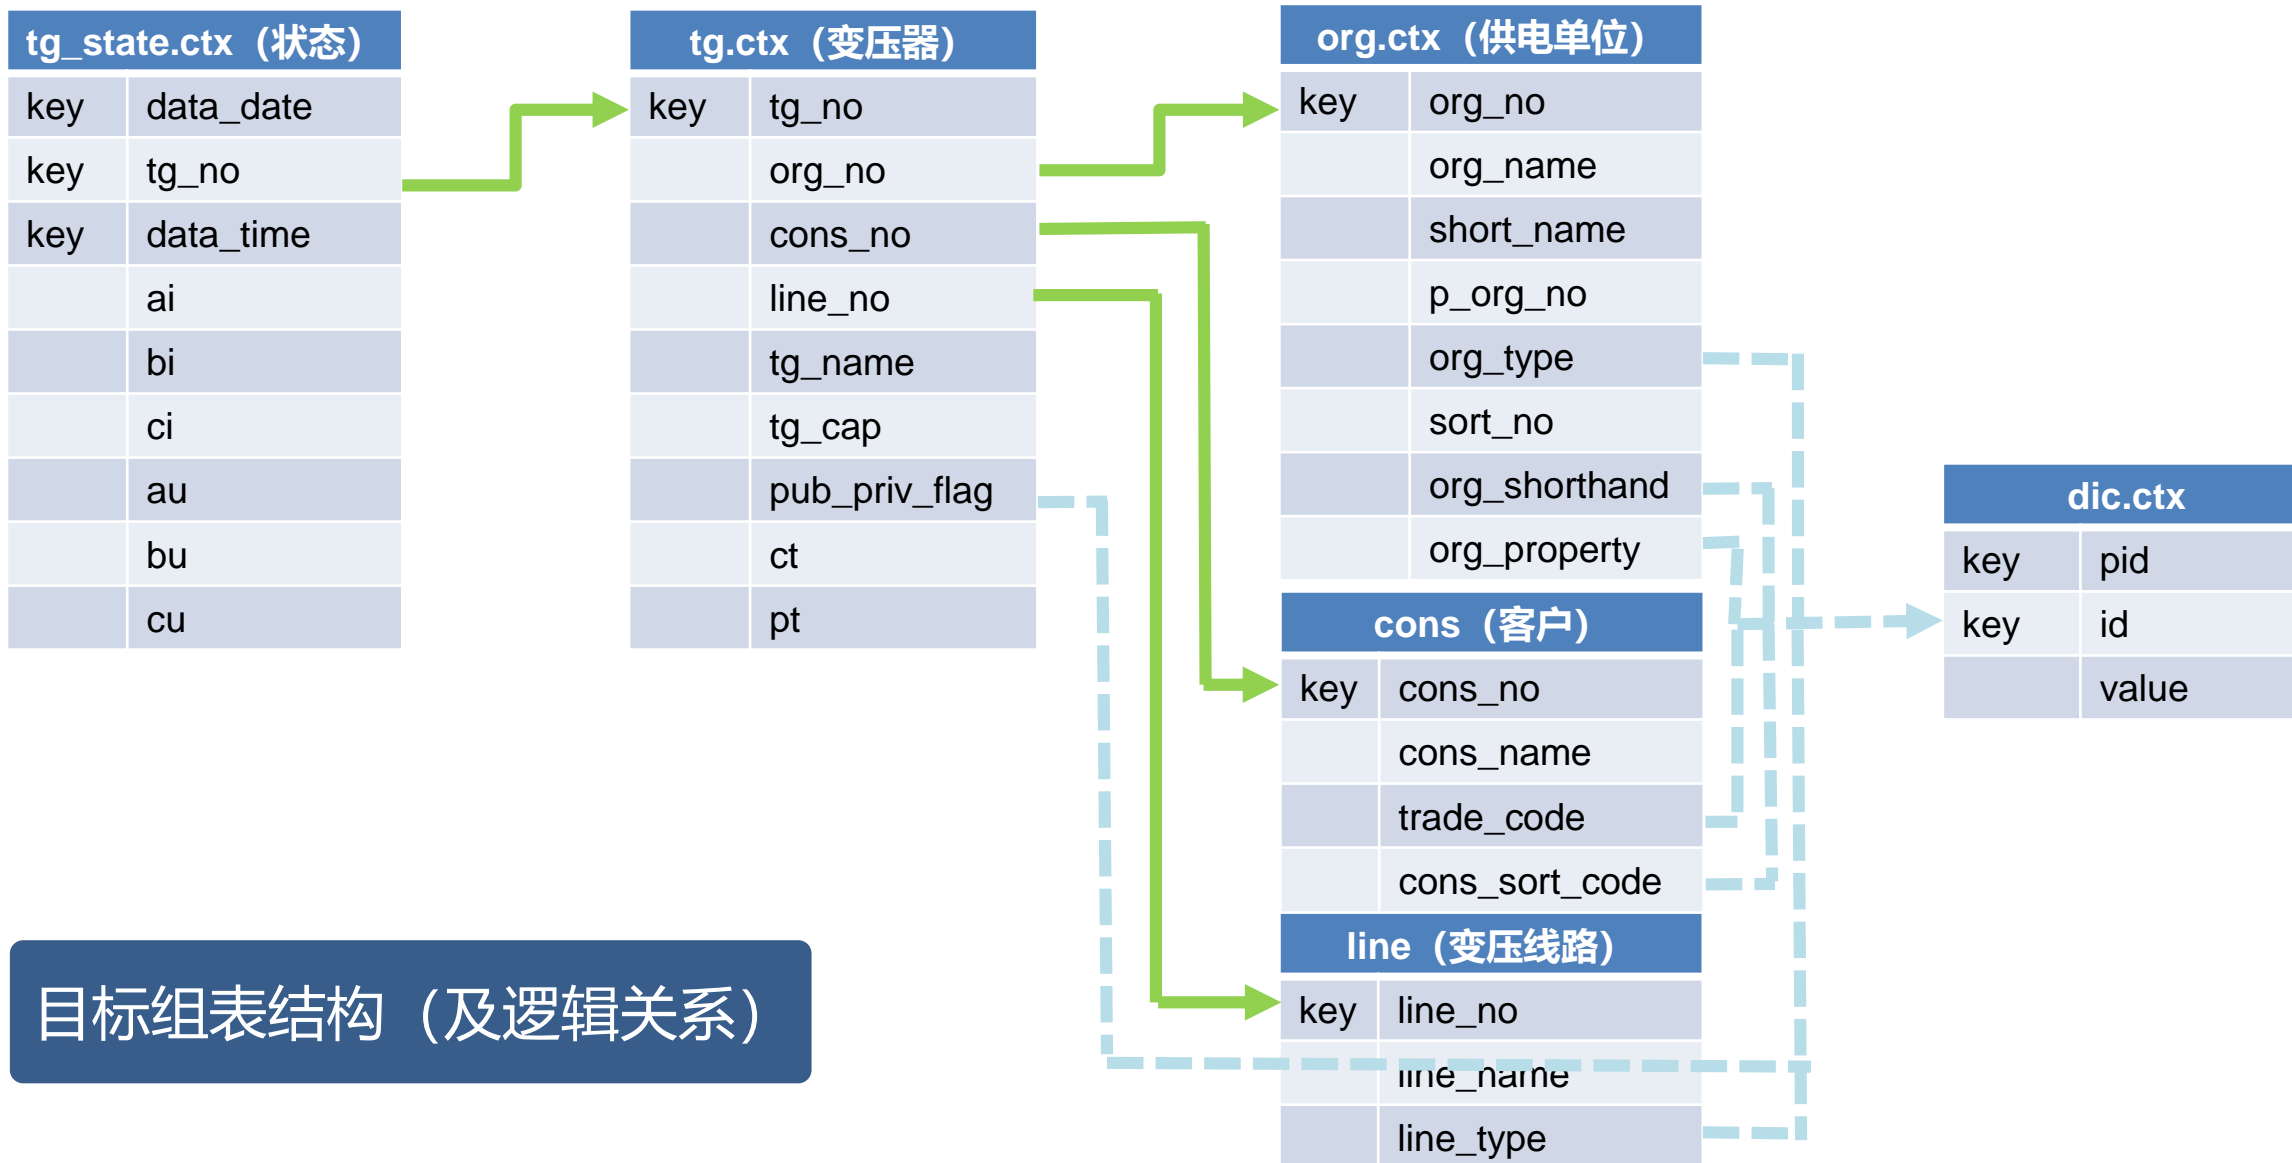 tg_state.ctx（状态）
key data_date
key tg_no
key data_time
ai
bi
ci
au
bu
cu
tg.ctx（变压器）
key tg_no
org_no
cons_no
line_no
tg_name
tg_cap
pub_priv_flag
ct
pt
org.ctx（供电单位）
key org_no
org_name
short_name
p_org_no
org_type
sort_no
org_shorthand
org_property
cons（客户）
key cons_no
cons_name
trade_code
cons_sort_code
line（变压线路）
key line_no
line_name
line_type
dic.ctx
key pid
key id
value
目标组表结构（及逻辑关系）